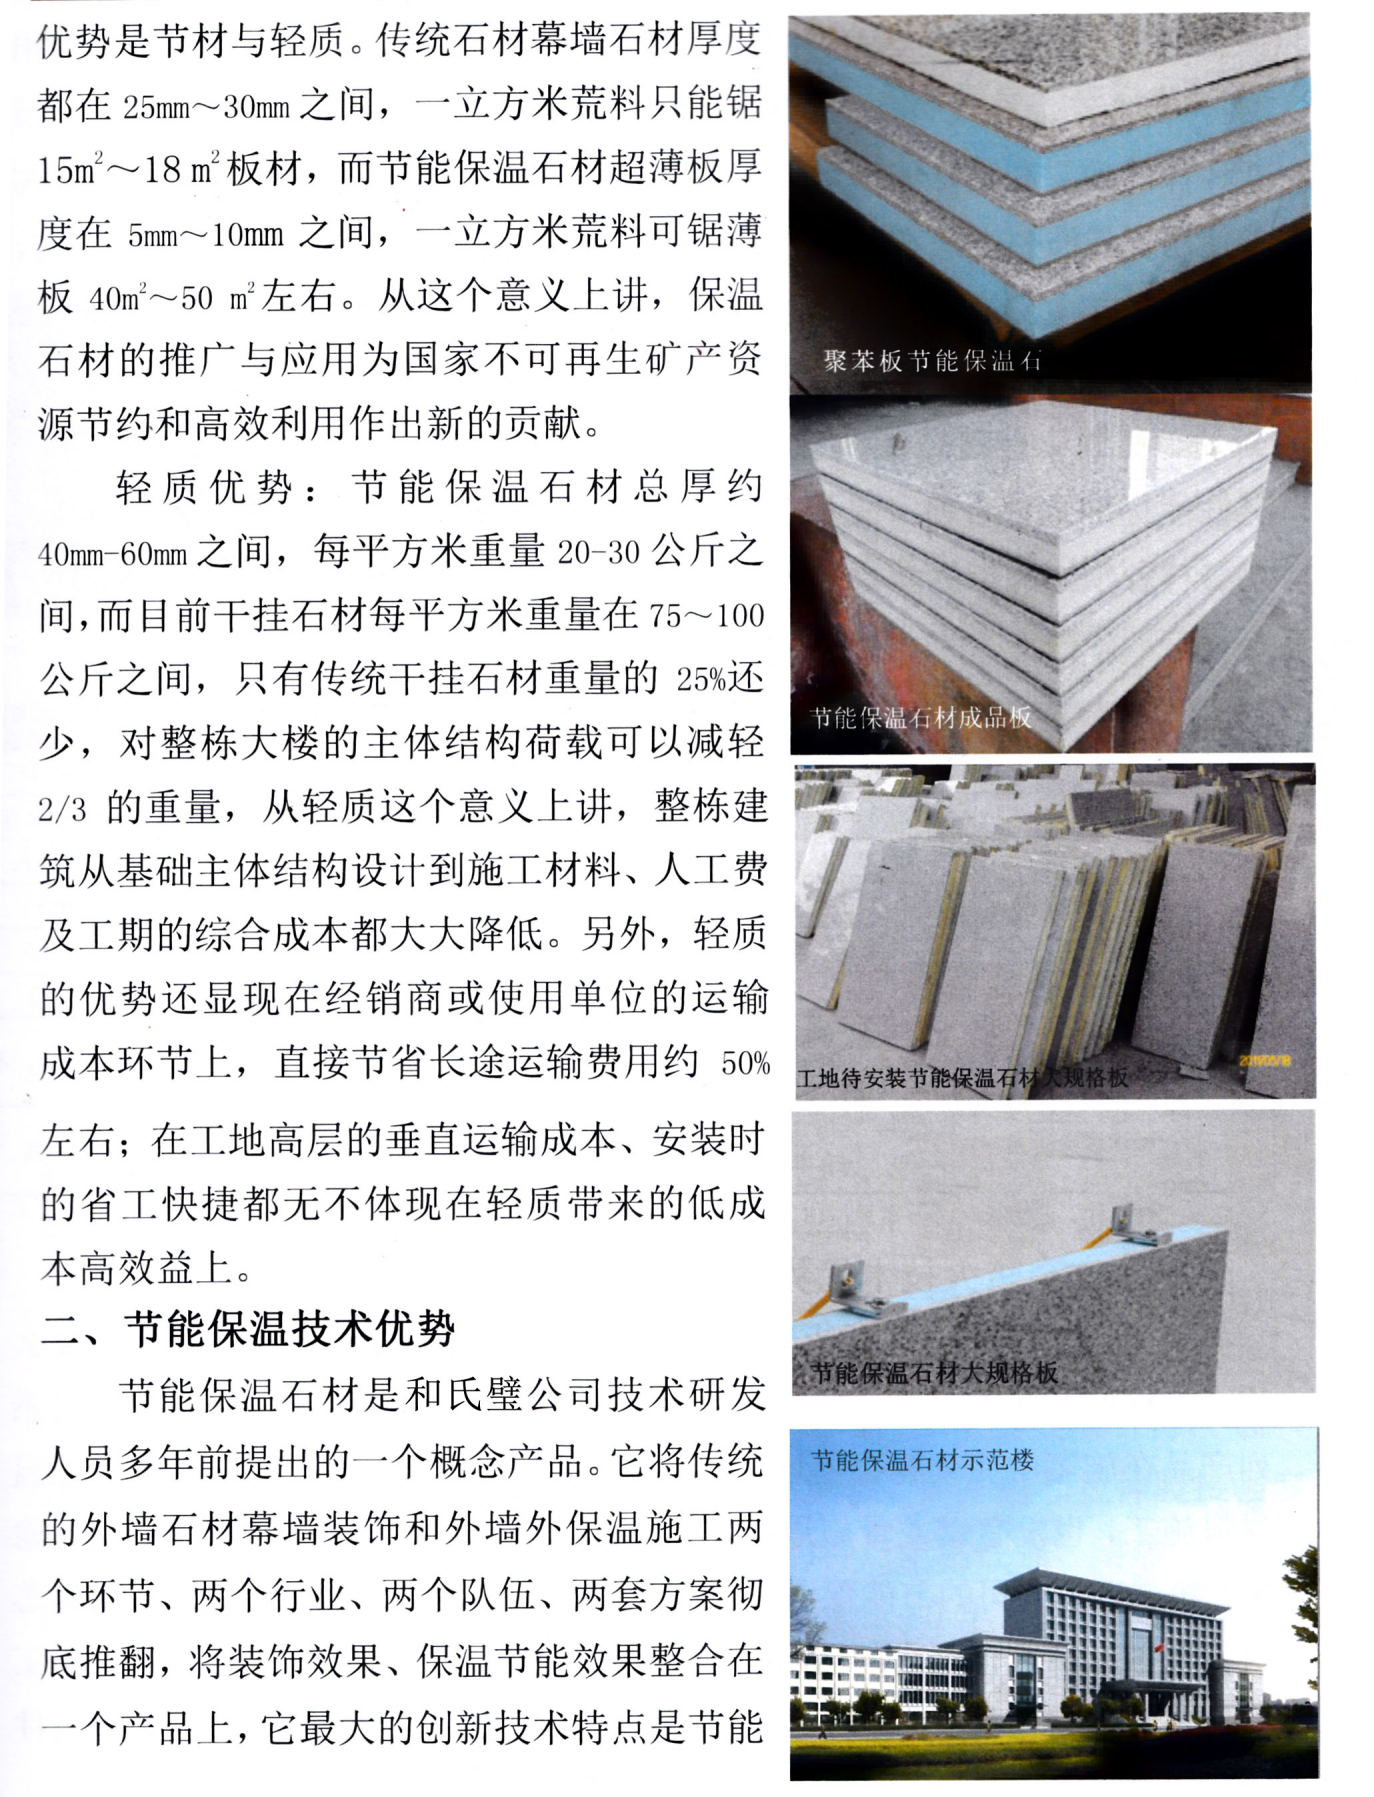 优势是节材与轻质。传统石材幕墙石材厚度
都在 25mm～30mm 之间，一立方米荒料只能锯
15m²～18 m²板材，而节能保温石材超薄板厚
度在 5mm～10mm 之间，一立方米荒料可锯薄
板 40m²～50 m²左右。从这个意义上讲，保温
石材的推广与应用为国家不可再生矿产资
源节约和高效利用作出新的贡献。
轻质优势：节能保温石材总厚约
40mm-60mm 之间，每平方米重量 20-30 公斤之
间，而目前干挂石材每平方米重量在 75～100
公斤之间，只有传统干挂石材重量的 25%还
少，对整栋大楼的主体结构荷载可以减轻
2/3 的重量，从轻质这个意义上讲，整栋建
筑从基础主体结构设计到施工材料、人工费
及工期的综合成本都大大降低。另外，轻质
的优势还显现在经销商或使用单位的运输
成本环节上，直接节省长途运输费用约 50%
左右；在工地高层的垂直运输成本、安装时
的省工快捷都无不体现在轻质带来的低成
本高效益上。
二、节能保温技术优势
节能保温石材是和氏璧公司技术研发
人员多年前提出的一个概念产品。它将传统
的外墙石材幕墙装饰和外墙外保温施工两
个环节、两个行业、两个队伍、两套方案彻
底推翻，将装饰效果、保温节能效果整合在
一个产品上，它最大的创新技术特点是节能
聚苯板节能保温石
节能保温石材成品板
2011/05/18
工地待安装节能保温石材大规格板
节能保温石材大规格板
节能保温石材示范楼